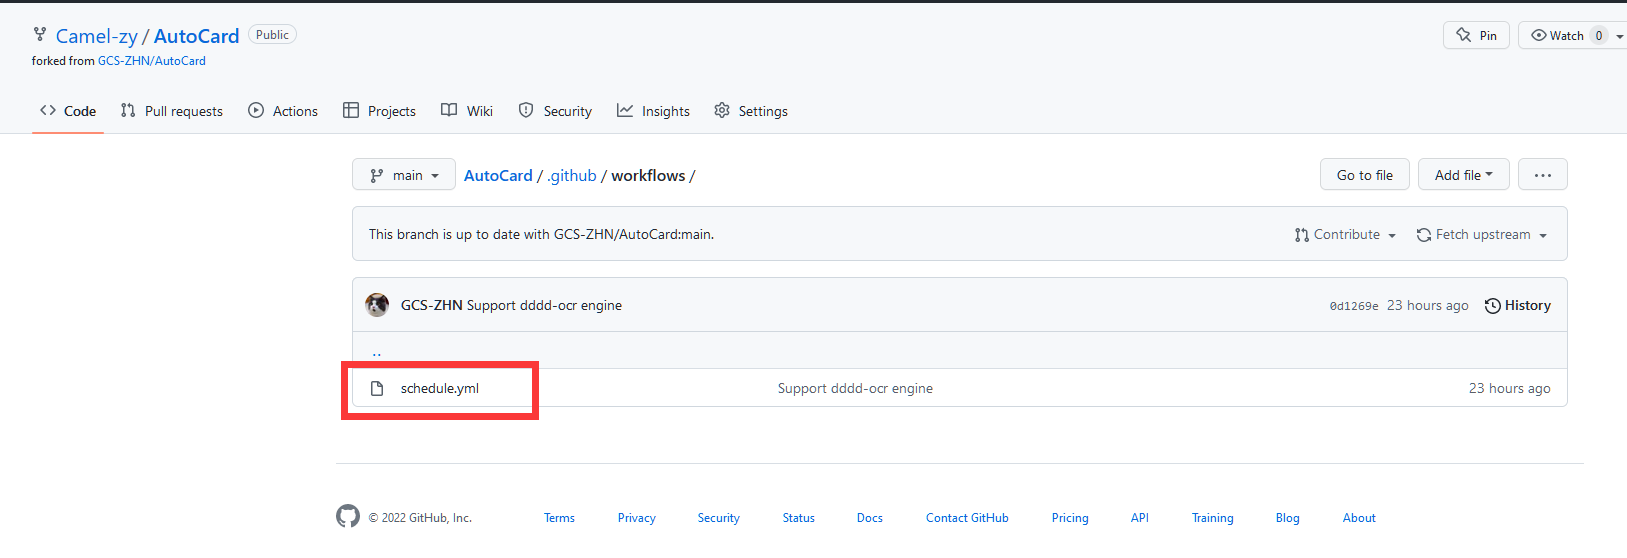 Camel-zy / AutoCard Public
Pin
Watch 0
forked from GCS-ZHN/AutoCard
Code
Pull requests
Actions
Projects
Wiki
Security
Insights
Settings
main
AutoCard / .github / workflows /
Go to file
Add file
...
This branch is up to date with GCS-ZHN/AutoCard:main.
Contribute
Fetch upstream
GCS-ZHN Support dddd-ocr engine
0d1269e 23 hours ago
History
..
schedule.yml
Support dddd-ocr engine
23 hours ago
© 2022 GitHub, Inc.
Terms
Privacy
Security
Status
Docs
Contact GitHub
Pricing
API
Training
Blog
About